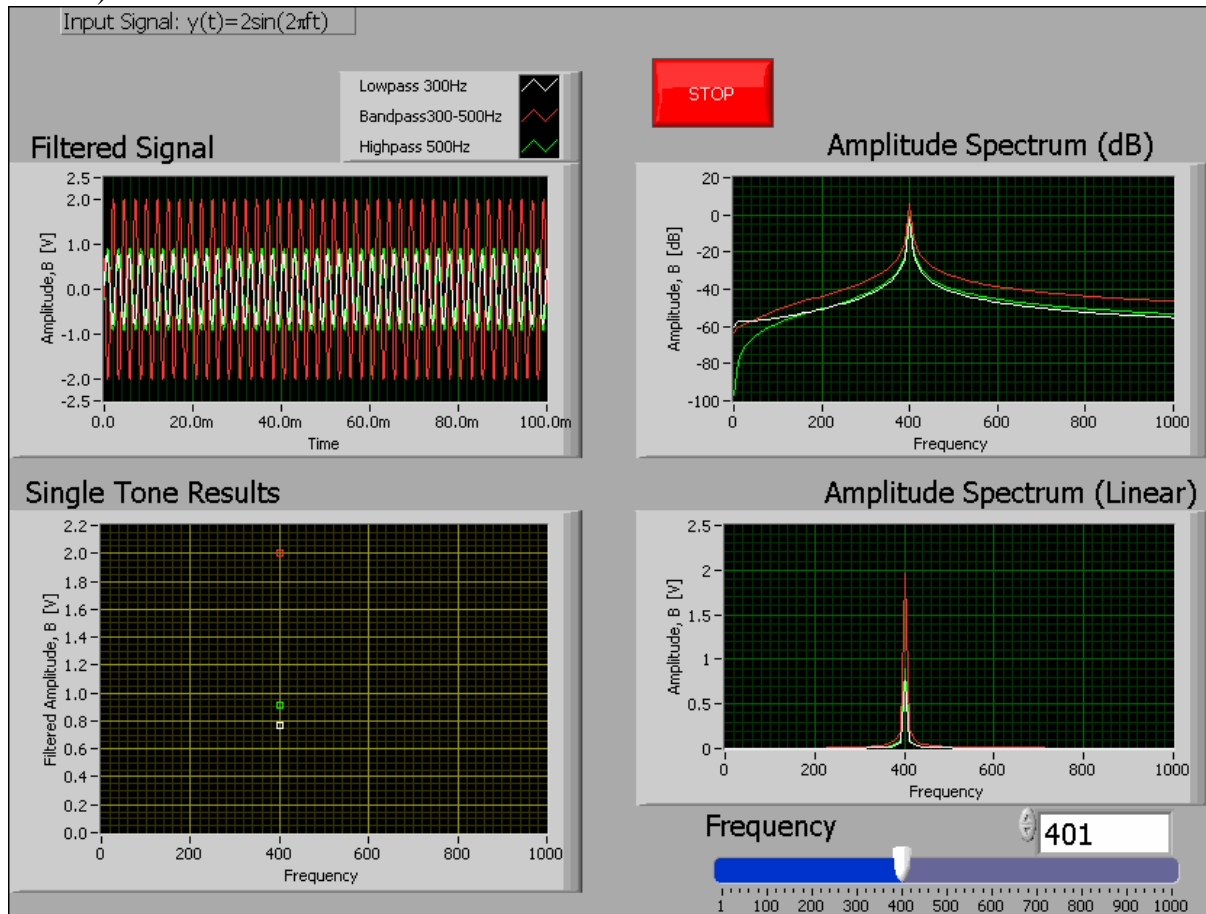 )
Input Signal: y(t)=2sin(2πft)
Lowpass 300Hz
Bandpass300-500Hz
Highpass 500Hz
STOP
Filtered Signal
2.5
2.0
1.0
0.0
-1.0
-2.0
-2.5
Amplitude,B [V]
0.0 20.0m 40.0m 60.0m 80.0m 100.0m
Time
Amplitude Spectrum (dB)
20
0
-20
-40
-60
-80
-100
Amplitude, B [dB]
0 200 400 600 800 1000
Frequency
Single Tone Results
2.2
2.0
1.8
1.6
1.4
1.2
1.0
0.8
0.6
0.4
0.2
0.0
Filtered Amplitude, B [V]
0 200 400 600 800 1000
Frequency
Amplitude Spectrum (Linear)
2.5
2
1.5
1
0.5
0
Amplitude, B [V]
0 200 400 600 800 1000
Frequency
Frequency
401
1 100 200 300 400 500 600 700 800 900 1000